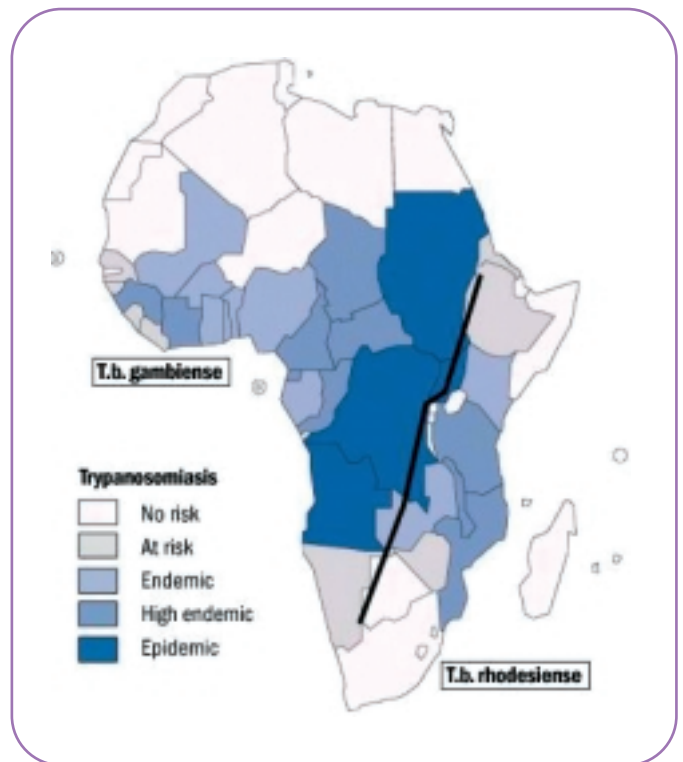 T.b. gambiense
Trypanosomiasis
No risk
At risk
Endemic
High endemic
Epidemic
T.b. rhodesiense